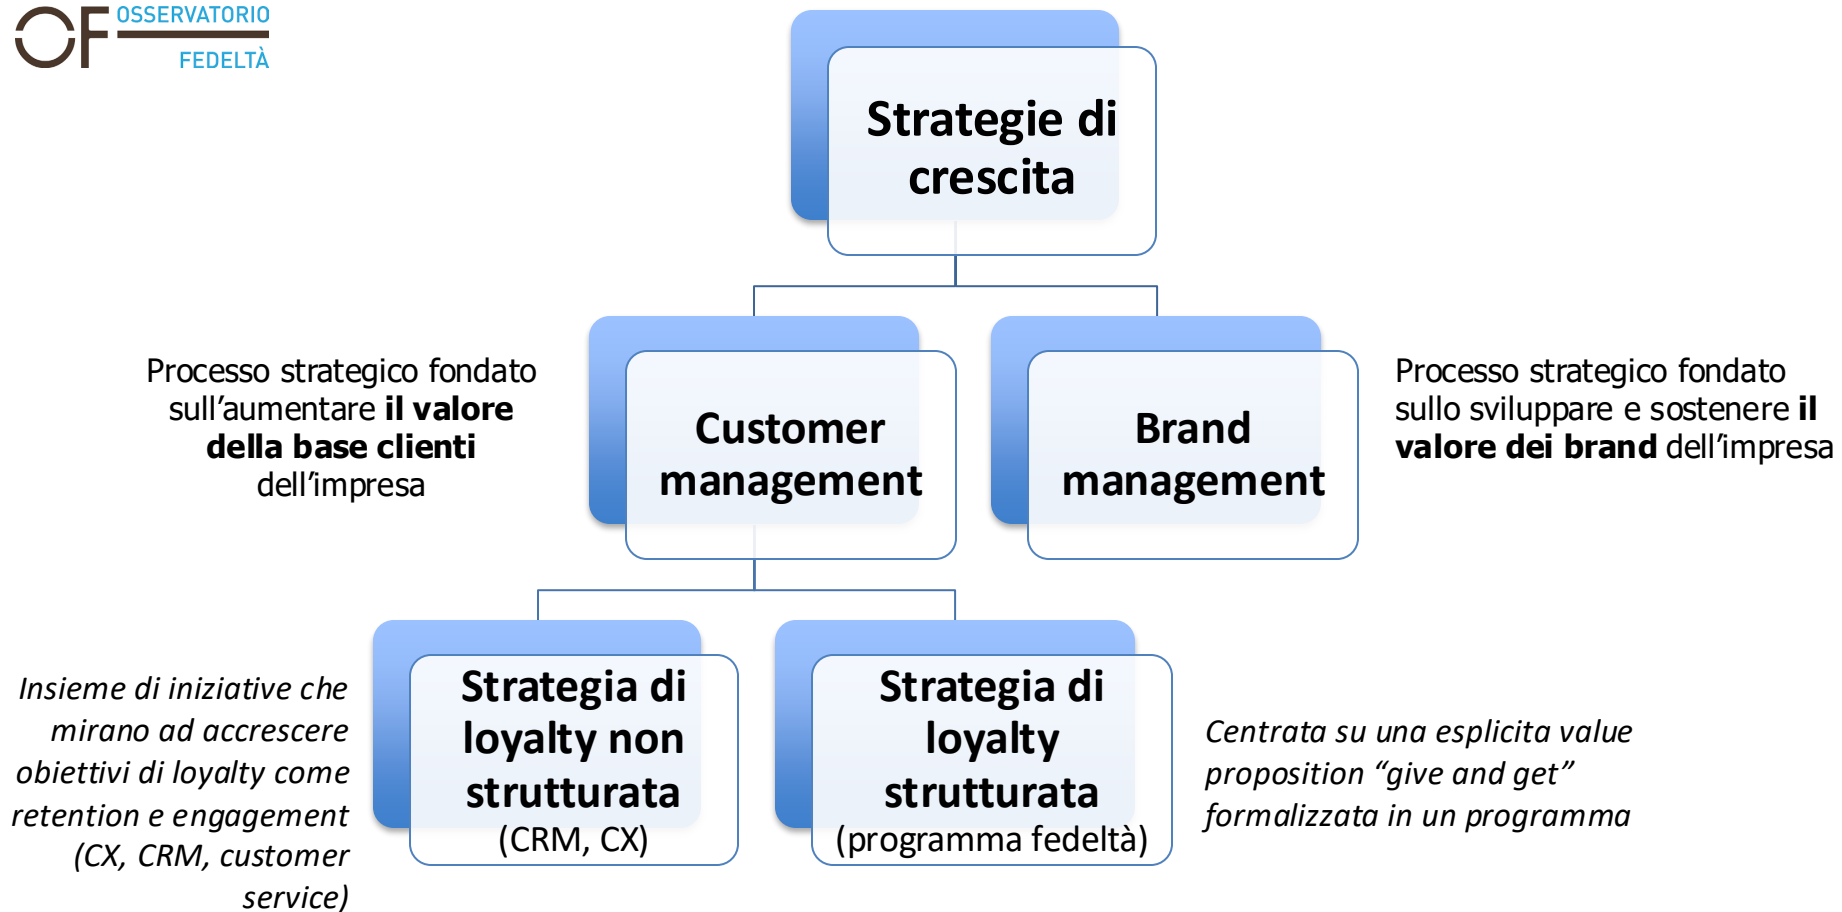 OF OSSERVATORIO
FEDELTÀ
Strategie di
crescita
Processo strategico fondato
sull’aumentare il valore
della base clienti
dell’impresa
Customer
management
Brand
management
Processo strategico fondato
sullo sviluppare e sostenere il
valore dei brand dell’impresa
Insieme di iniziative che
mirano ad accrescere
obiettivi di loyalty come
retention e engagement
(CX, CRM, customer
service)
Strategia di
loyalty non
strutturata
(CRM, CX)
Strategia di
loyalty
strutturata
(programma fedeltà)
Centrata su una esplicita value
proposition “give and get”
formalizzata in un programma